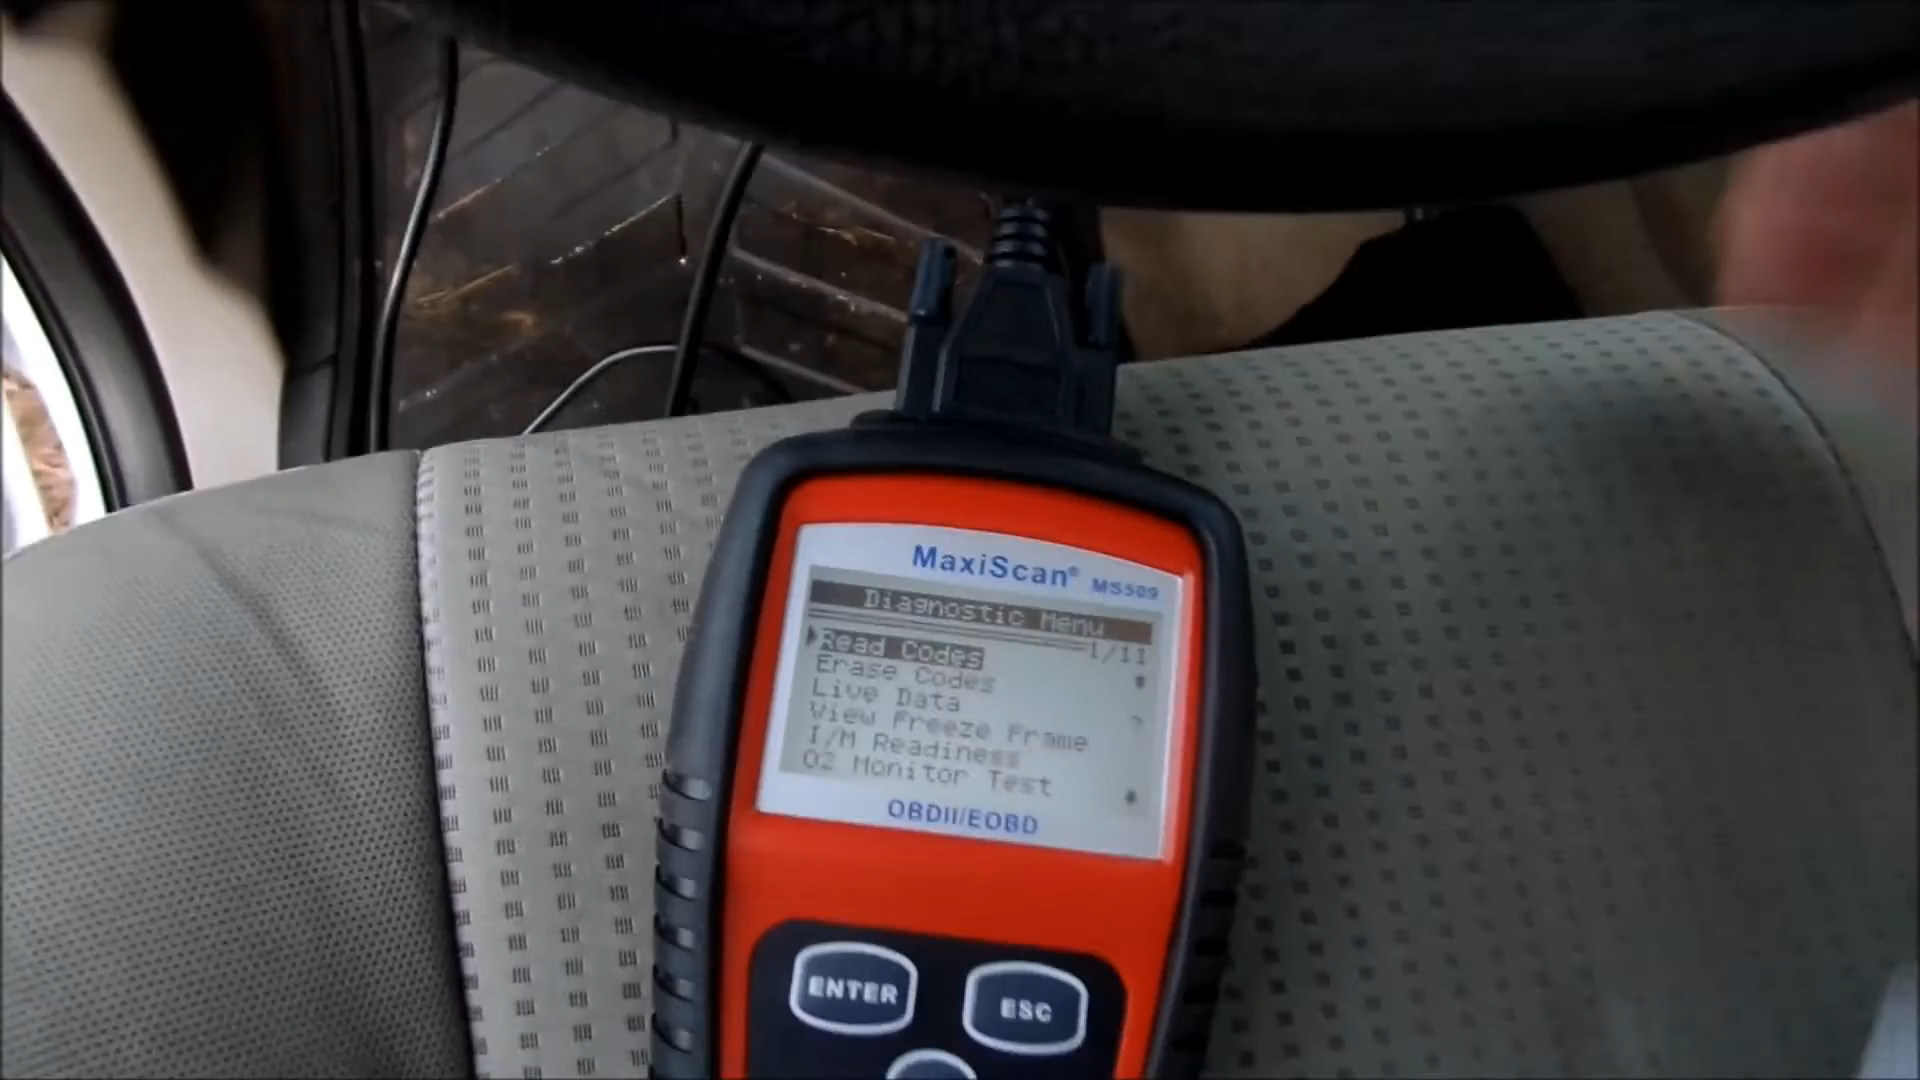 MaxiScan® MS509
Diagnostic Menu
1/11
Read Codes
Erase Codes
Live Data
View Freeze Frame
I/M Readiness
O2 Monitor Test
OBDII/EOBD
ENTER
ESC